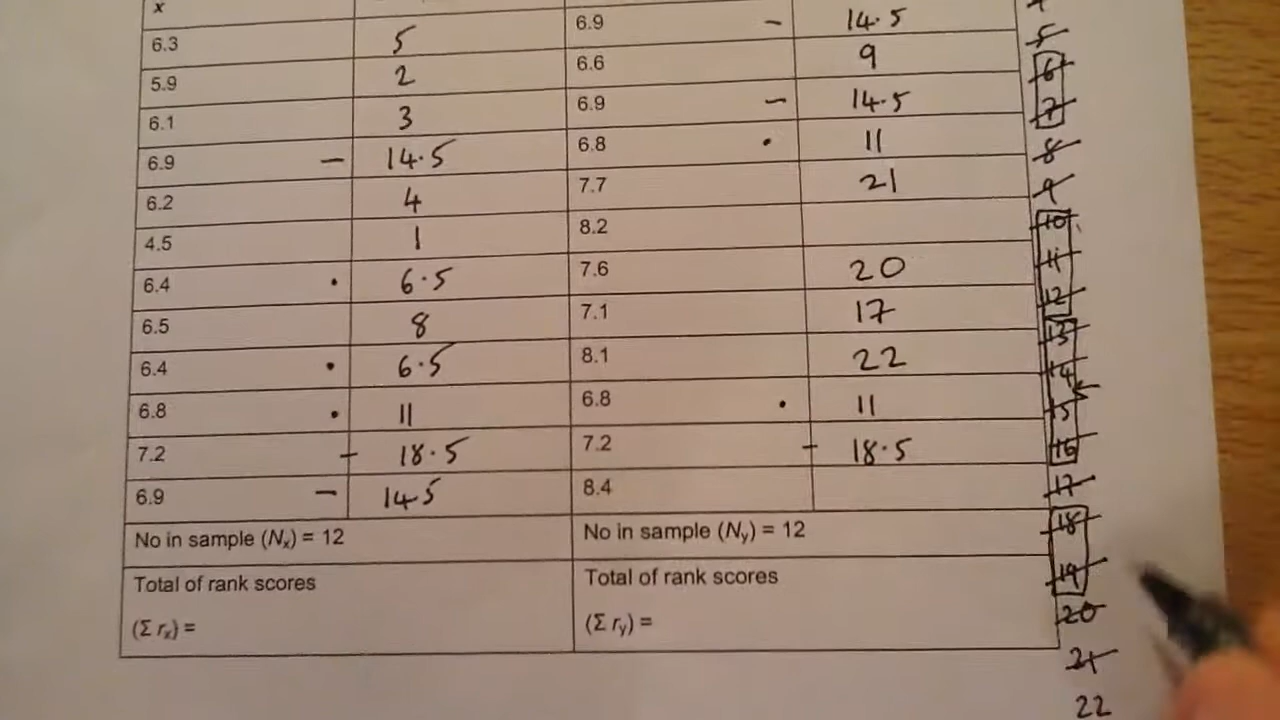 x
6.9 – 14.5
6.3 5 6.6 9
5.9 2 6.9 – 14.5
6.1 3 6.8 • 11
6.9 – 14.5 7.7 21
6.2 4 8.2
4.5 1 7.6 20
6.4 • 6.5 7.1 17
6.5 8 8.1 22
6.4 • 6.5 6.8 • 11
6.8 • 11 7.2 – 18.5
7.2 – 18.5 8.4
6.9 – 14.5
No in sample (Nx) = 12 No in sample (Ny) = 12
Total of rank scores Total of rank scores
(Σ rx) = (Σ ry) =
5
6
7
8
9
10
11
12
13
14
15
16
17
18
19
20
21
22